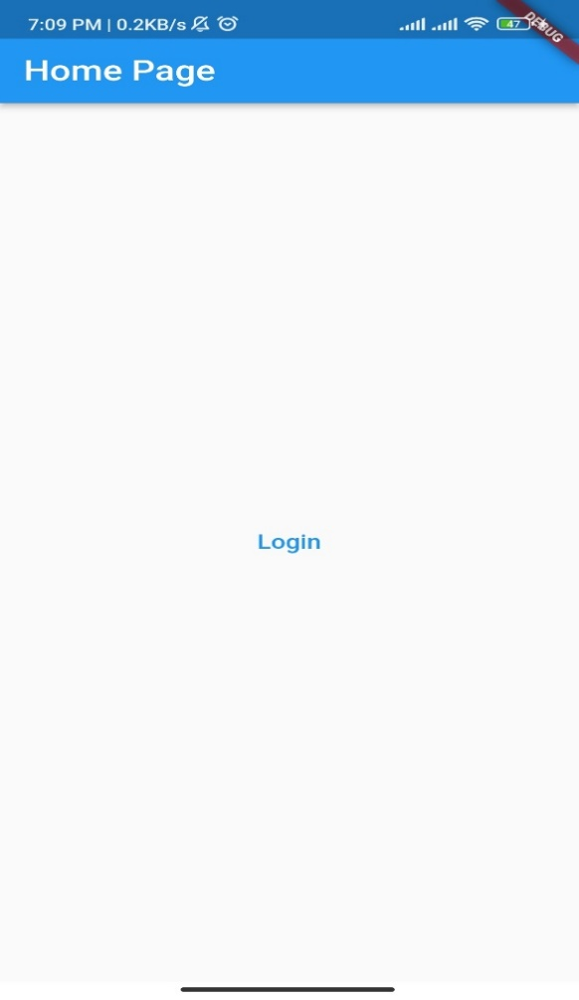 7:09 PM | 0.2KB/s 47
DEBUG
Home Page
Login